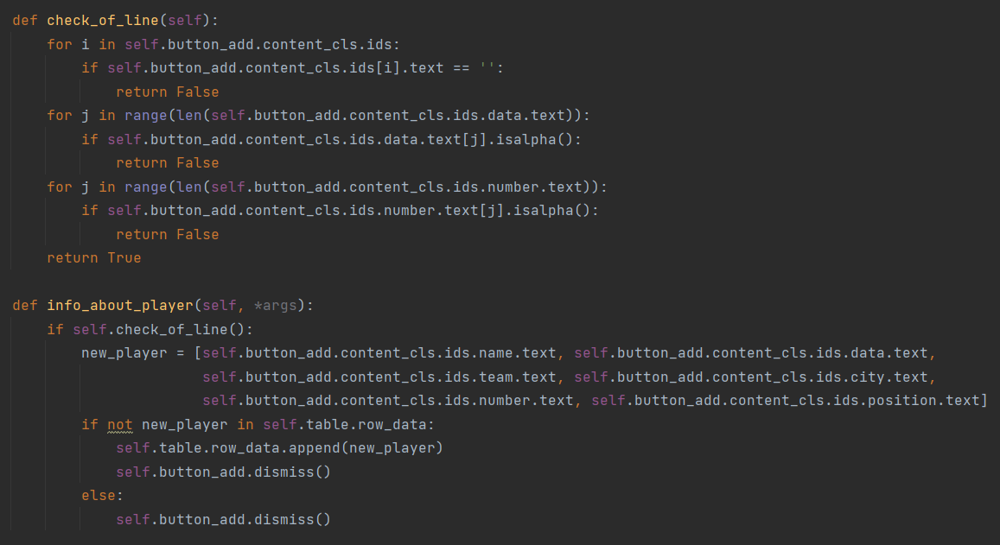 def check_of_line(self):
    for i in self.button_add.content_cls.ids:
        if self.button_add.content_cls.ids[i].text == '':
            return False
    for j in range(len(self.button_add.content_cls.ids.data.text)):
        if self.button_add.content_cls.ids.data.text[j].isalpha():
            return False
    for j in range(len(self.button_add.content_cls.ids.number.text)):
        if self.button_add.content_cls.ids.number.text[j].isalpha():
            return False
    return True

def info_about_player(self, *args):
    if self.check_of_line():
        new_player = [self.button_add.content_cls.ids.name.text, self.button_add.content_cls.ids.data.text,
                      self.button_add.content_cls.ids.team.text, self.button_add.content_cls.ids.city.text,
                      self.button_add.content_cls.ids.number.text, self.button_add.content_cls.ids.position.text]
        if not new_player in self.table.row_data:
            self.table.row_data.append(new_player)
            self.button_add.dismiss()
        else:
            self.button_add.dismiss()